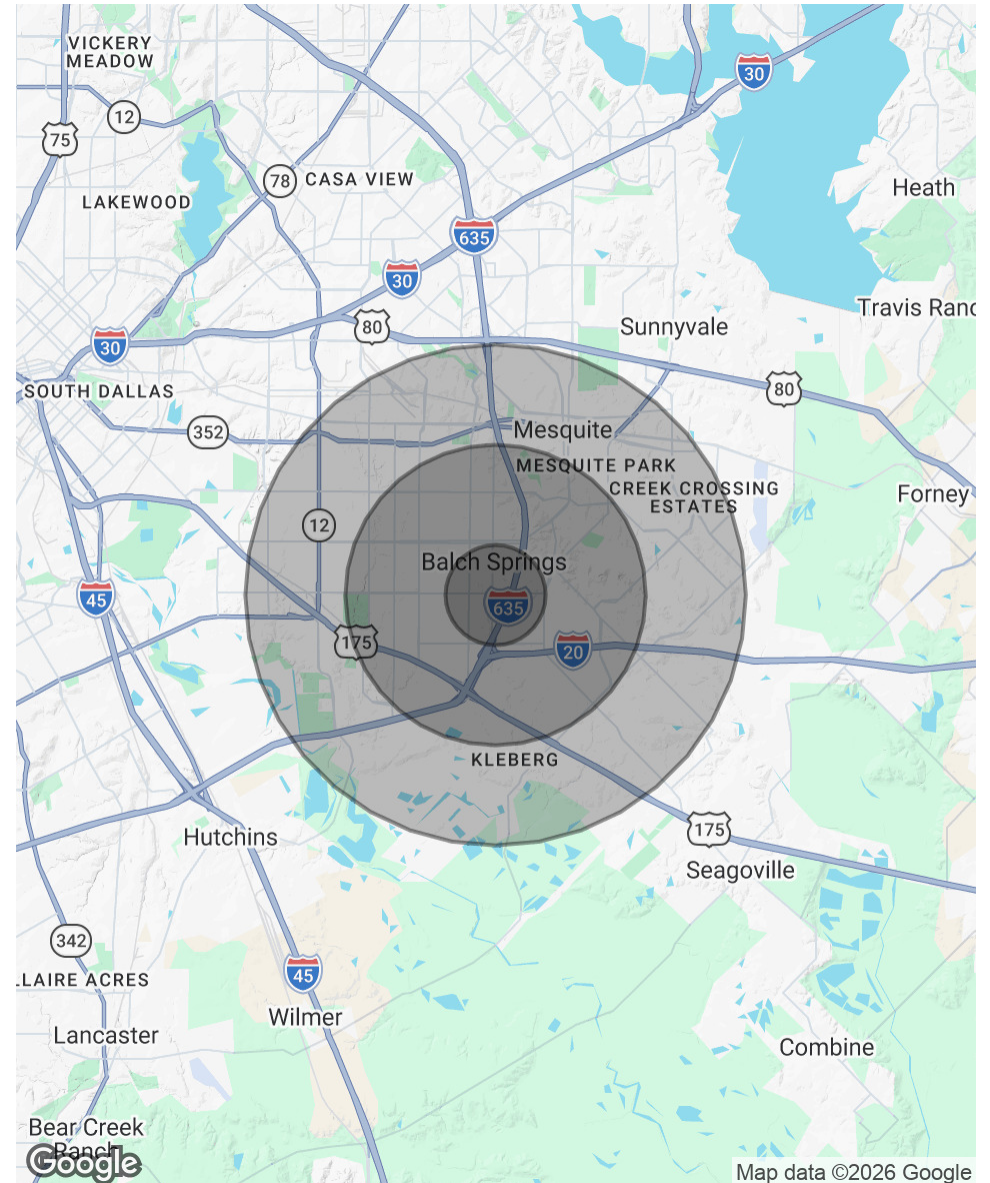 VICKERY
MEADOW
30
12
75
78
CASA VIEW
LAKEWOOD
Heath
635
30
Travis Ranc
80
Sunnyvale
30
80
SOUTH DALLAS
352
Mesquite
MESQUITE PARK
CREEK CROSSING
ESTATES
Forney
12
Balch Springs
45
635
175
20
KLEBERG
Hutchins
175
Seagoville
342
LLAIRE ACRES
45
Wilmer
Lancaster
Combine
Bear Creek
Ranch
Google
Map data ©2026 Google